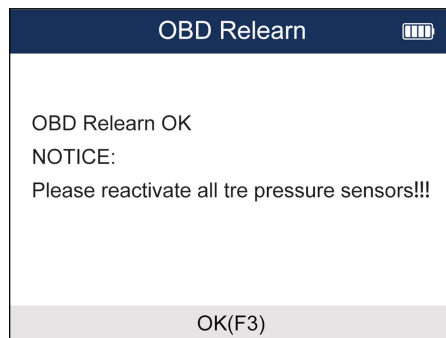 OBD Relearn
OBD Relearn OK
NOTICE:
Please reactivate all tre pressure sensors!!!
OK(F3)